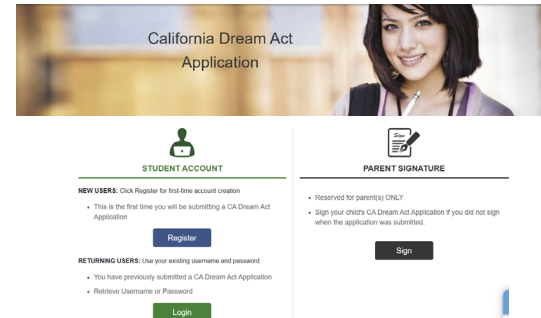 California Dream Act
Application
STUDENT ACCOUNT
NEW USERS: Click Register for first-time account creation
This is the first time you will be submitting a CA Dream Act
Application
Register
RETURNING USERS: Use your existing username and password
You have previously submitted a CA Dream Act Application
Retrieve Username or Password
Login
Sign
PARENT SIGNATURE
Reserved for parent(s) ONLY
Sign your child's CA Dream Act Application if you did not sign
when the application was submitted.
Sign